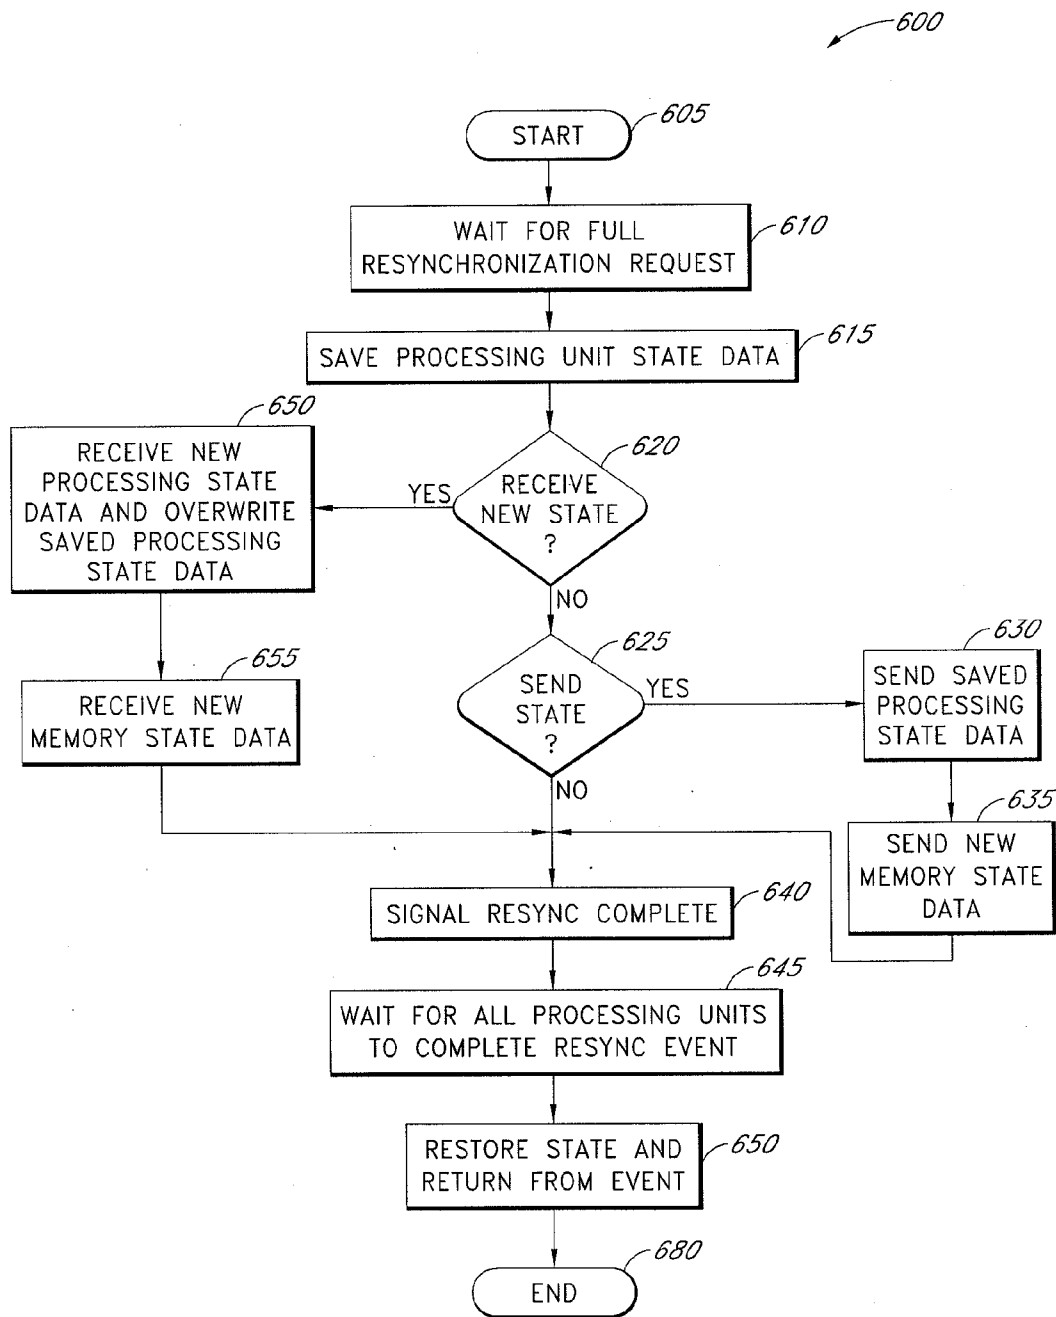 600
START
605
WAIT FOR FULL
RESYNCHRONIZATION REQUEST
610
SAVE PROCESSING UNIT STATE DATA
615
RECEIVE
NEW STATE
?
620
YES
NO
650
RECEIVE NEW
PROCESSING STATE
DATA AND OVERWRITE
SAVED PROCESSING
STATE DATA
655
RECEIVE NEW
MEMORY STATE DATA
SEND
STATE
?
625
YES
NO
630
SEND SAVED
PROCESSING
STATE DATA
635
SEND NEW
MEMORY STATE
DATA
SIGNAL RESYNC COMPLETE
640
WAIT FOR ALL PROCESSING UNITS
TO COMPLETE RESYNC EVENT
645
RESTORE STATE AND
RETURN FROM EVENT
650
END
680